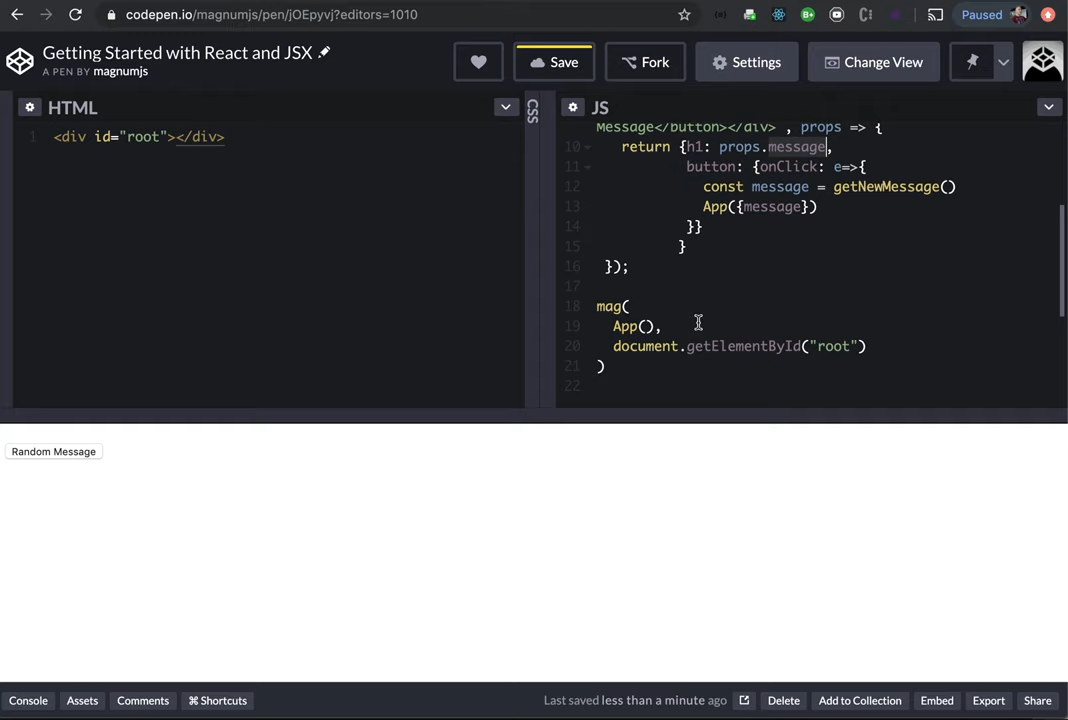 codepen.io/magnumjs/pen/jOEpyvj?editors=1010
Paused
Getting Started with React and JSX
A PEN BY magnumjs
Save
Fork
Settings
Change View
HTML
1 <div id="root"></div>
CSS
JS
Message</button></div>`, props => {
10 return {h1: props.message,
11 button: {onClick: e=>{
12 const message = getNewMessage()
13 App({message})
14 }}
15 }
16 });
17
18 mag(
19 App(),
20 document.getElementById("root")
21 )
22
Random Message
Console
Assets
Comments
⌘ Shortcuts
Last saved less than a minute ago
Delete
Add to Collection
Embed
Export
Share